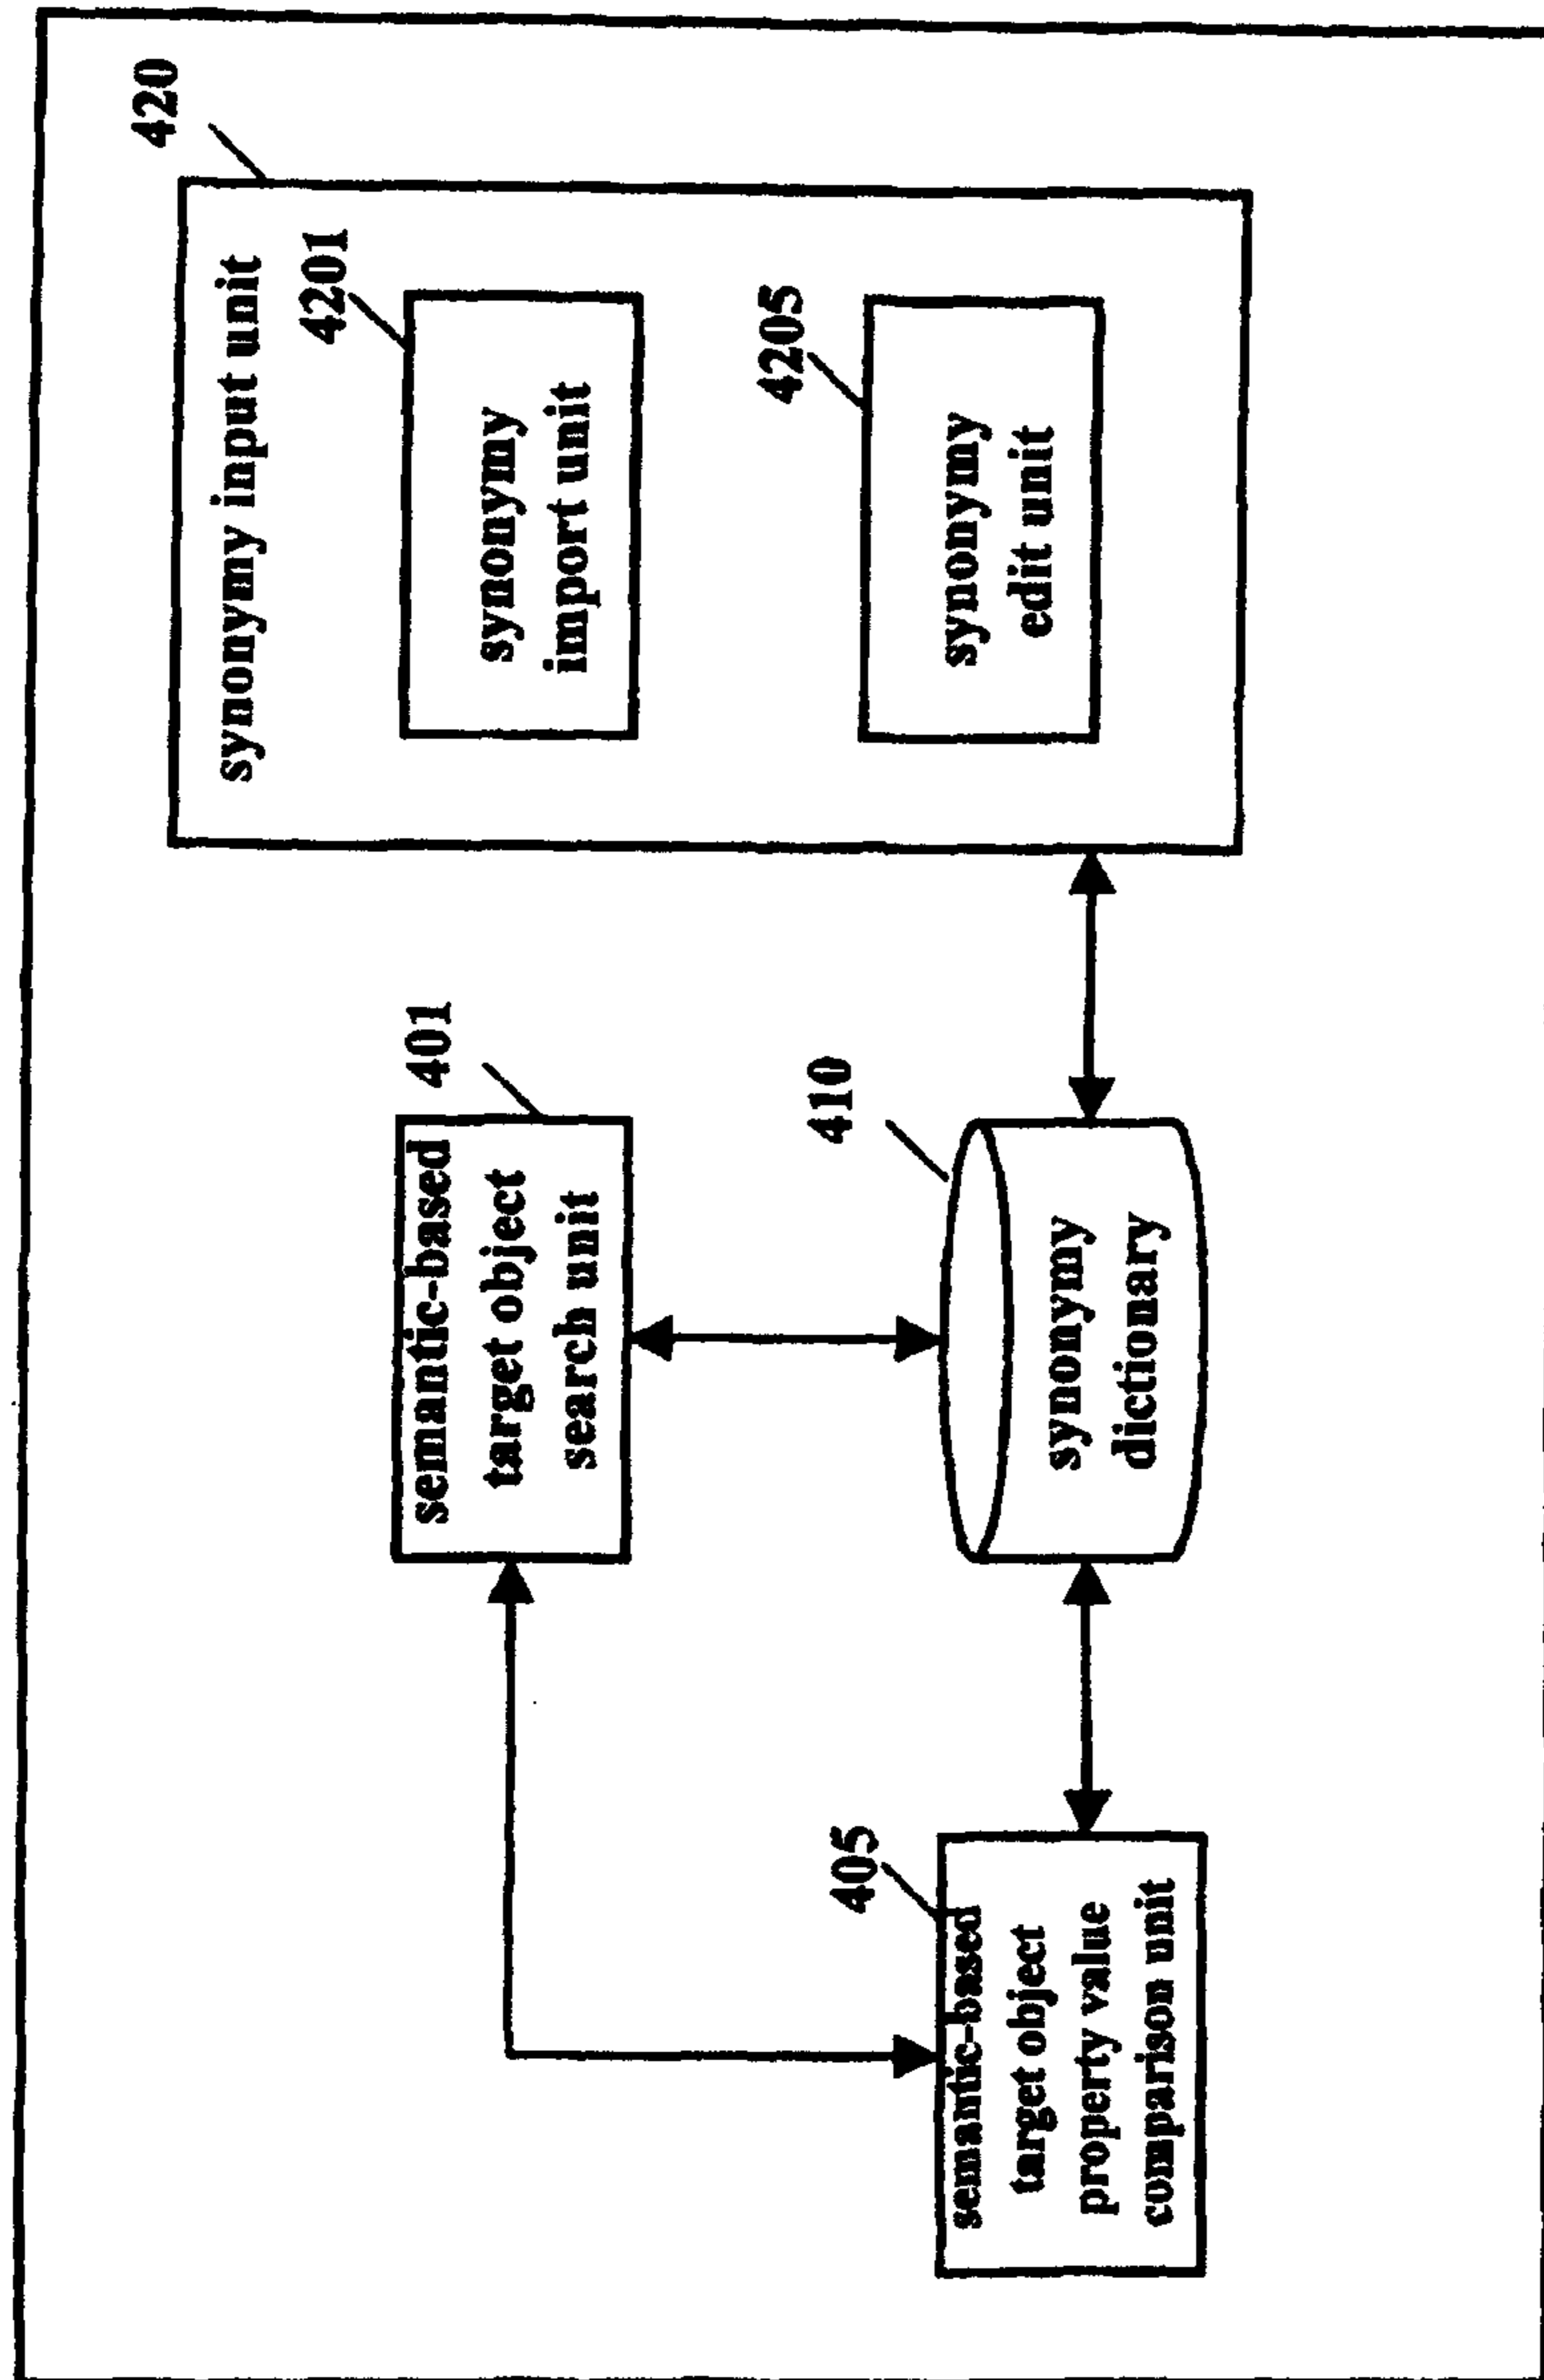 420
synonymy input unit
4201
synonymy
import unit
4205
synonymy
edit unit
401
semantic-based
target object
search unit
410
synonymy
dictionary
405
semantic-based
target object
property value
comparison unit